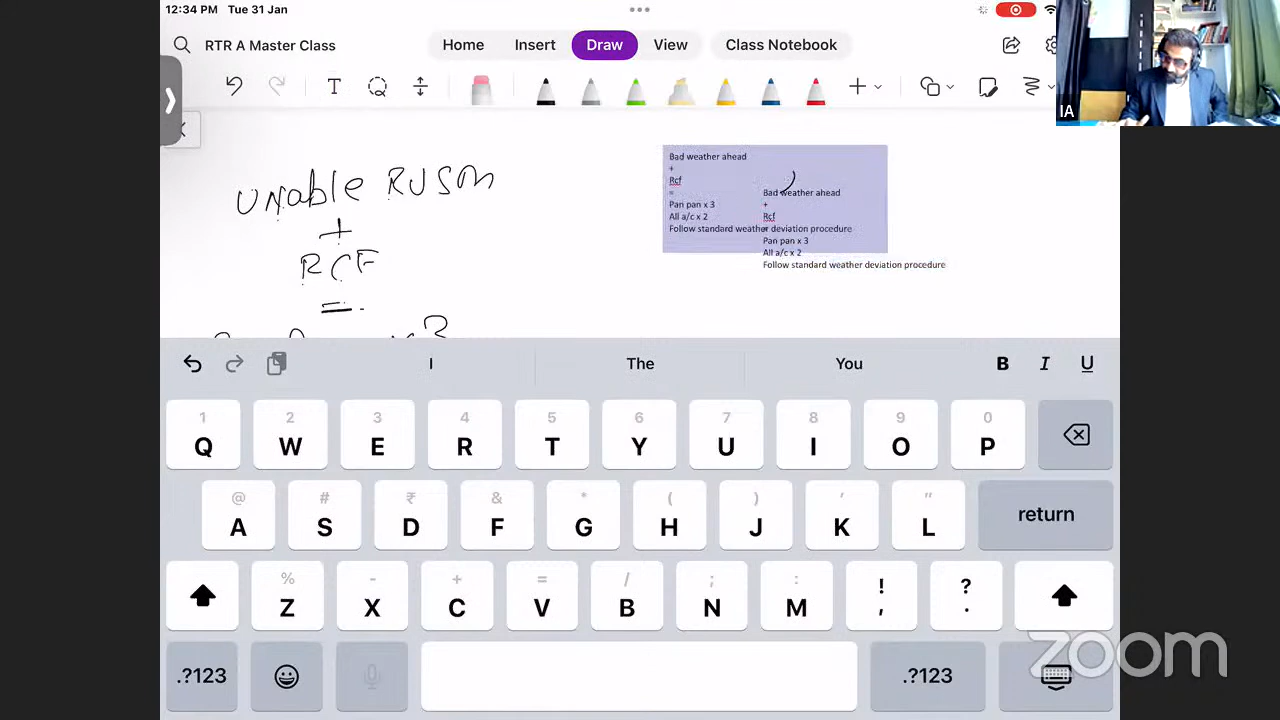 12:34 PM Tue 31 Jan
RTR A Master Class
Home Insert Draw View Class Notebook
T
IA
unable RVSM
+
RCF
=
x3
Bad weather ahead
+
Rcf
=
Pan pan x 3
All a/c x 2
Follow standard weather deviation procedure
Bad weather ahead
+
Rcf
=
Pan pan x 3
All a/c x 2
Follow standard weather deviation procedure
I The You B I U
1 2 3 4 5 6 7 8 9 0
Q W E R T Y U I O P
@ # ₹ & * ( ) ' "
A S D F G H J K L return
% - + = / ; : ! ?
Z X C V B N M , .
.?123 .?123
zoom